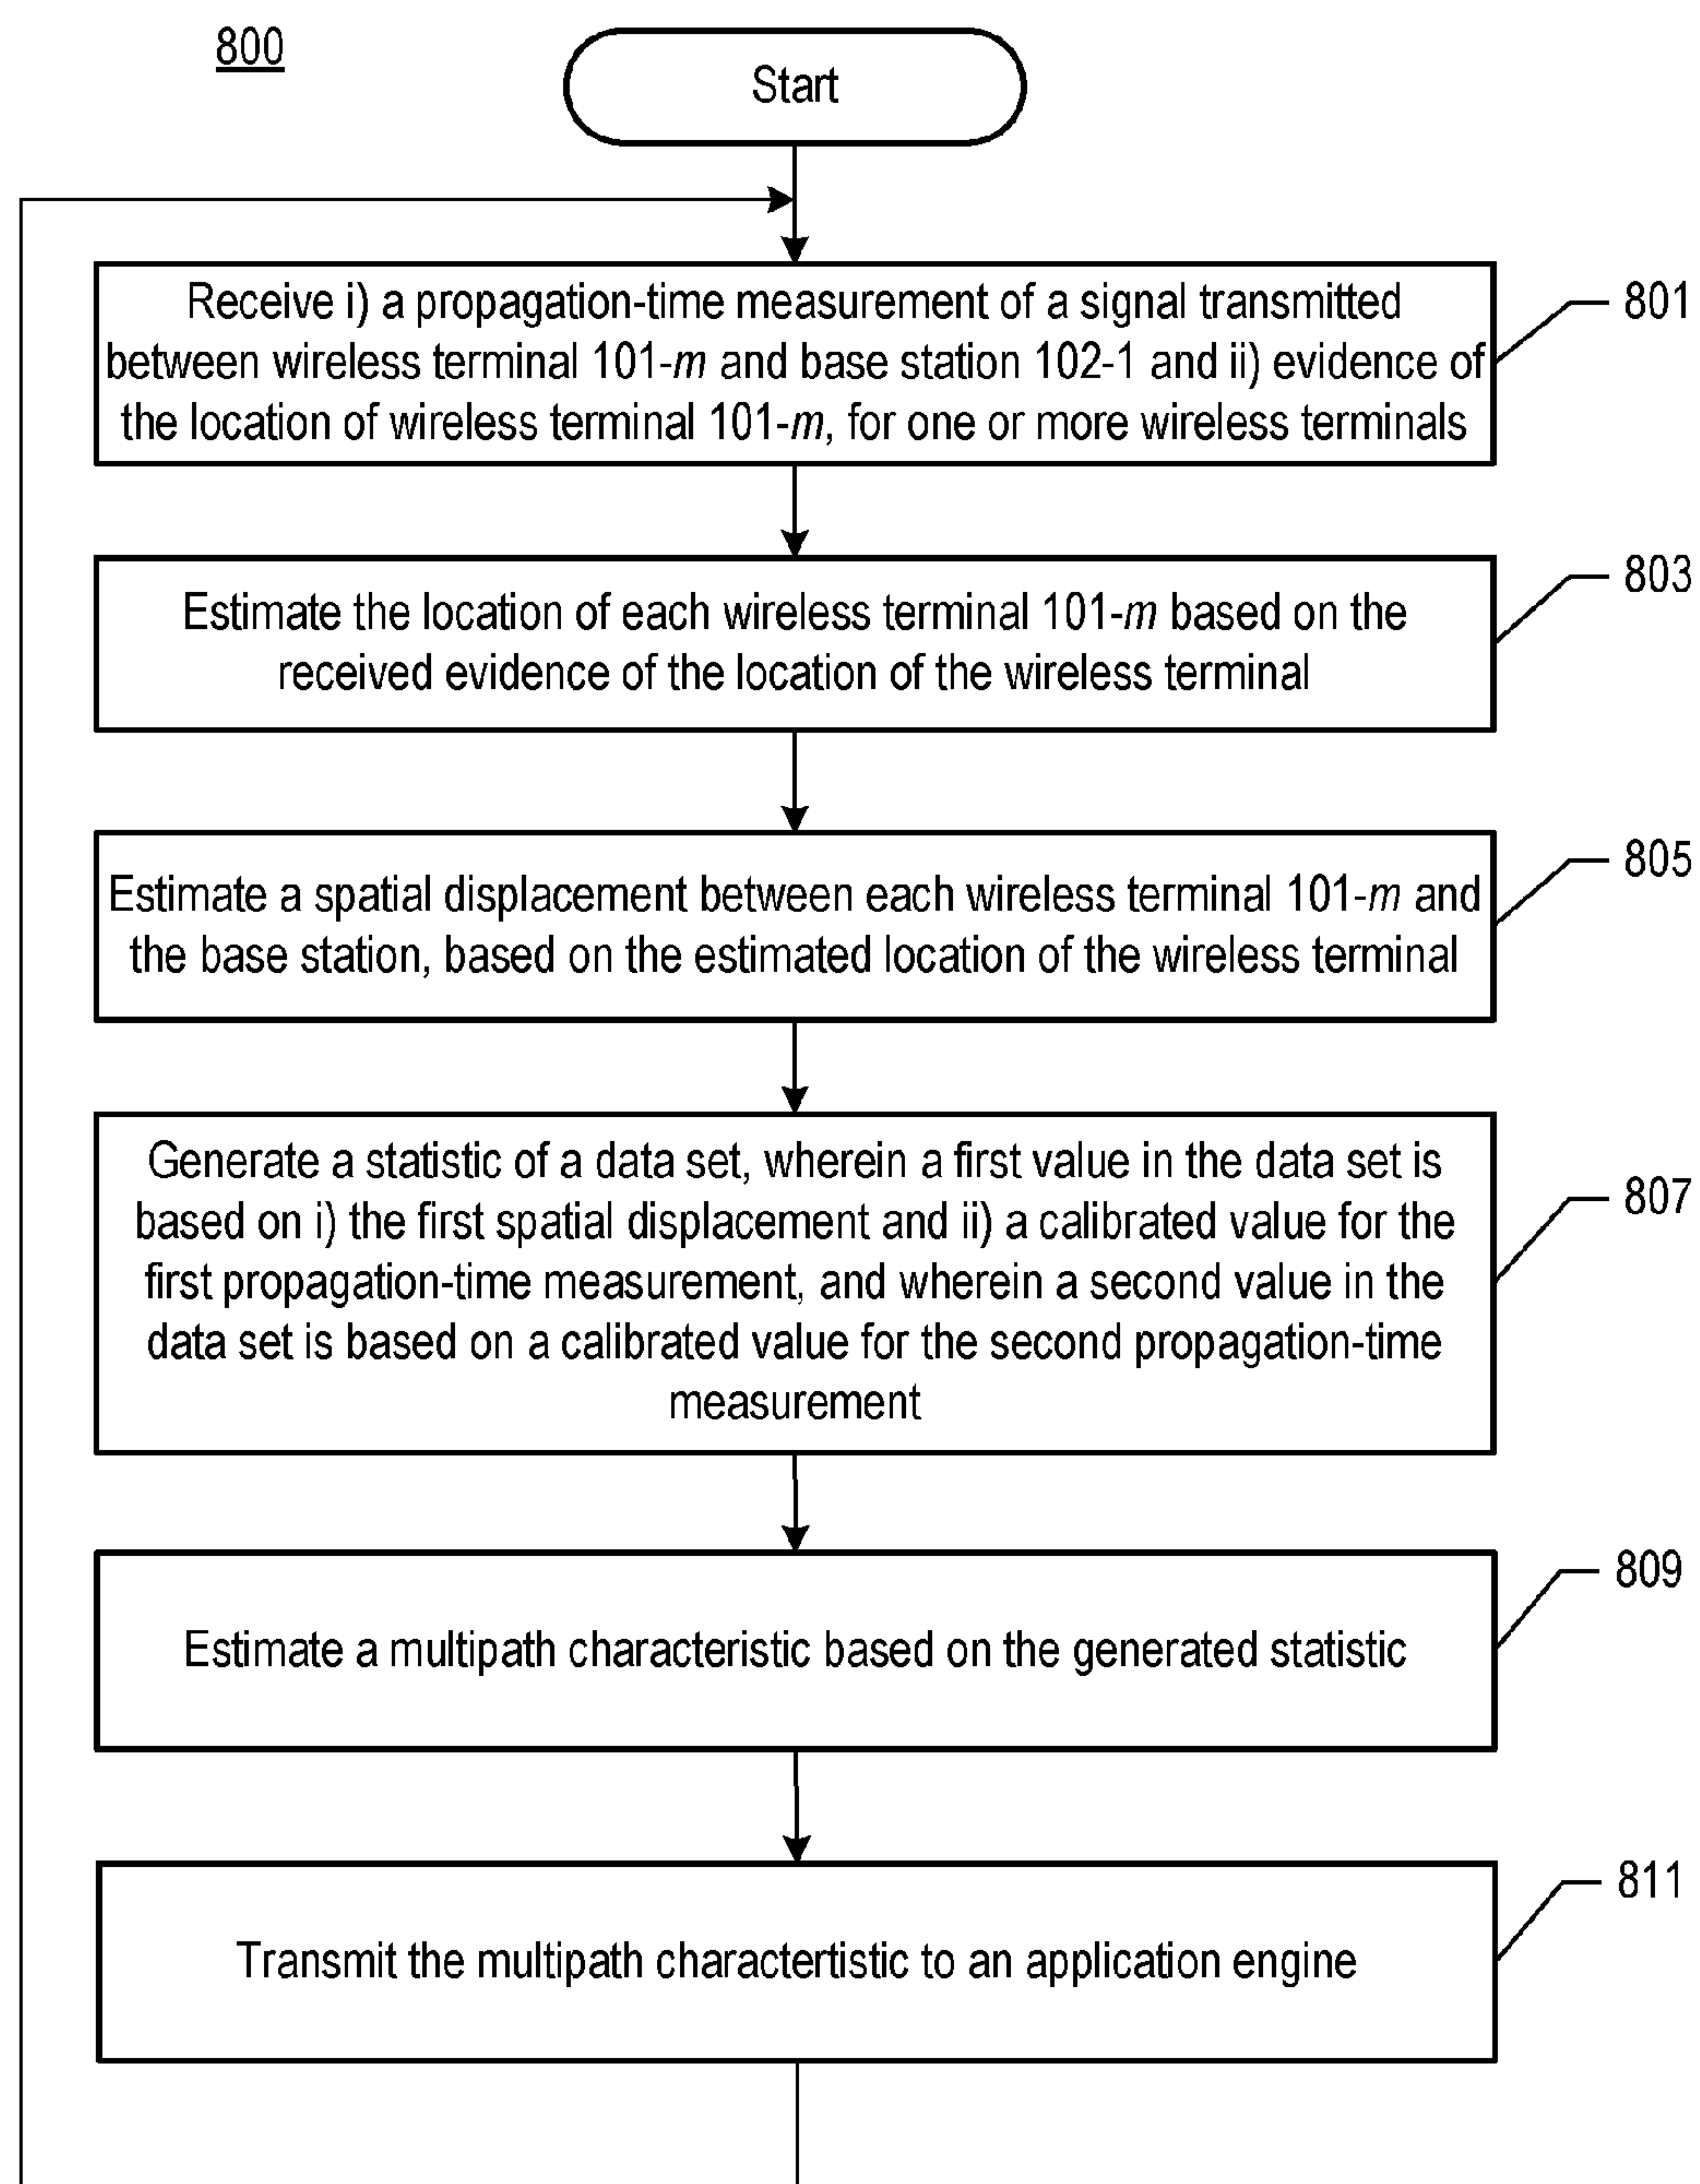 800
Start
Receive i) a propagation-time measurement of a signal transmitted
between wireless terminal 101-m and base station 102-1 and ii) evidence of
the location of wireless terminal 101-m, for one or more wireless terminals
801
Estimate the location of each wireless terminal 101-m based on the
received evidence of the location of the wireless terminal
803
Estimate a spatial displacement between each wireless terminal 101-m and
the base station, based on the estimated location of the wireless terminal
805
Generate a statistic of a data set, wherein a first value in the data set is
based on i) the first spatial displacement and ii) a calibrated value for the
first propagation-time measurement, and wherein a second value in the
data set is based on a calibrated value for the second propagation-time
measurement
807
Estimate a multipath characteristic based on the generated statistic
809
Transmit the multipath charactertistic to an application engine
811